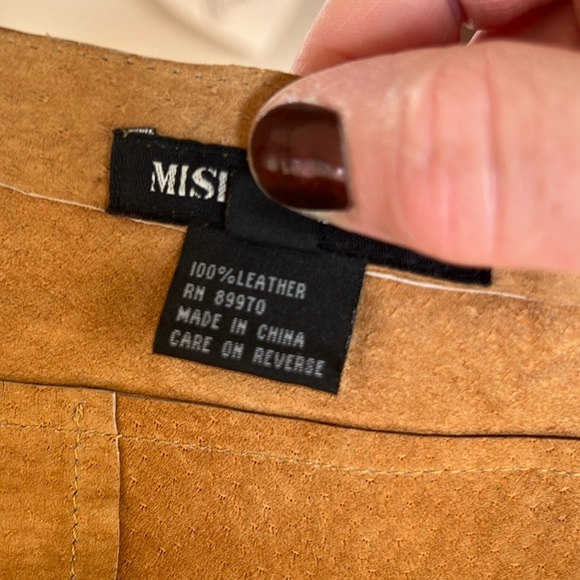 100%LEATHER
RN 89970
MADE IN CHINA
CARE ON REVERSE